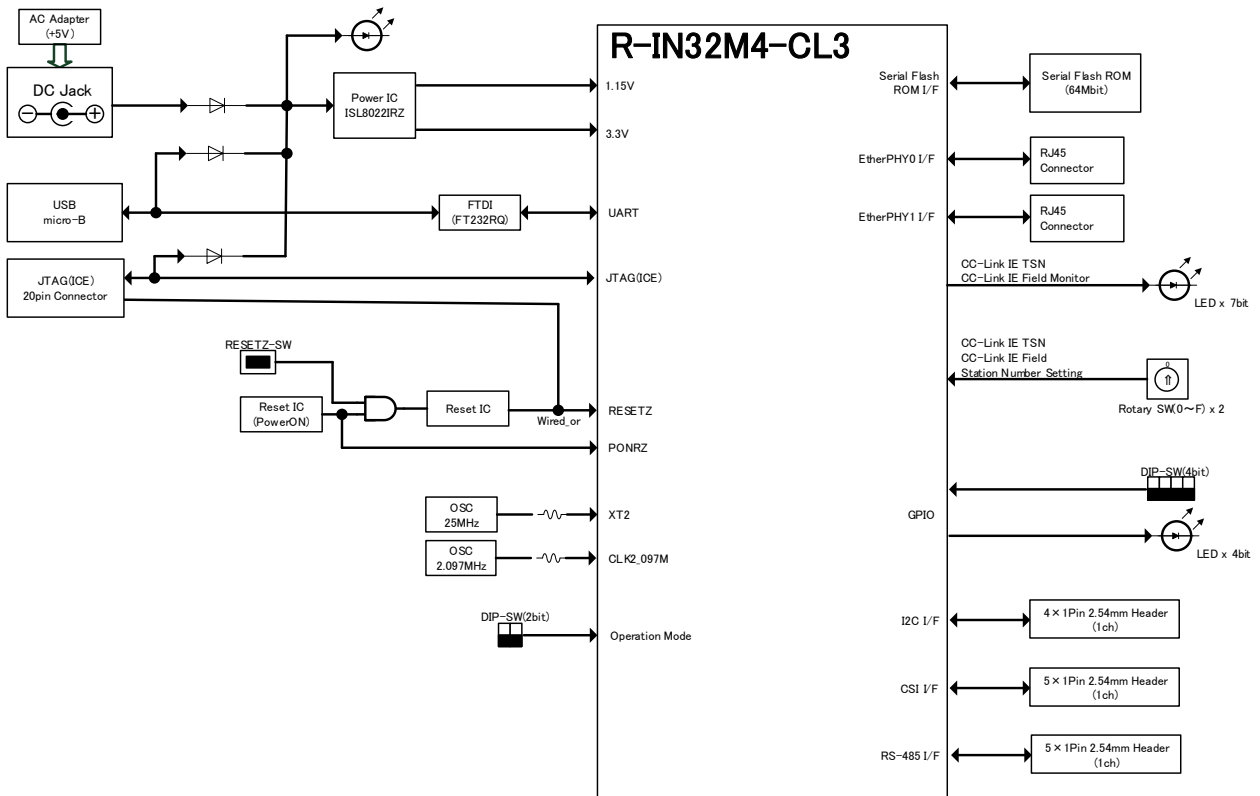 AC Adapter
(+5V)
DC Jack
Power IC
ISL8022IRZ
USB
micro-B
FTDI
(FT232RQ)
JTAG(ICE)
20pin Connector
RESETZ-SW
Reset IC
(PowerON)
Reset IC
Wired_or
OSC
25MHz
OSC
2.097MHz
DIP-SW(2bit)
R-IN32M4-CL3
1.15V
3.3V
UART
JTAG(ICE)
RESETZ
PONRZ
XT2
CLK2_097M
Operation Mode
Serial Flash
ROM I/F
EtherPHY0 I/F
EtherPHY1 I/F
GPIO
I2C I/F
CSI I/F
RS-485 I/F
Serial Flash ROM
(64Mbit)
RJ45
Connector
RJ45
Connector
CC-Link IE TSN
CC-Link IE Field Monitor
LED x 7bit
CC-Link IE TSN
CC-Link IE Field
Station Number Setting
0
Rotary SW(0～F) x 2
DIP-SW(4bit)
LED x 4bit
4×1Pin 2.54mm Header
(1ch)
5×1Pin 2.54mm Header
(1ch)
5×1Pin 2.54mm Header
(1ch)